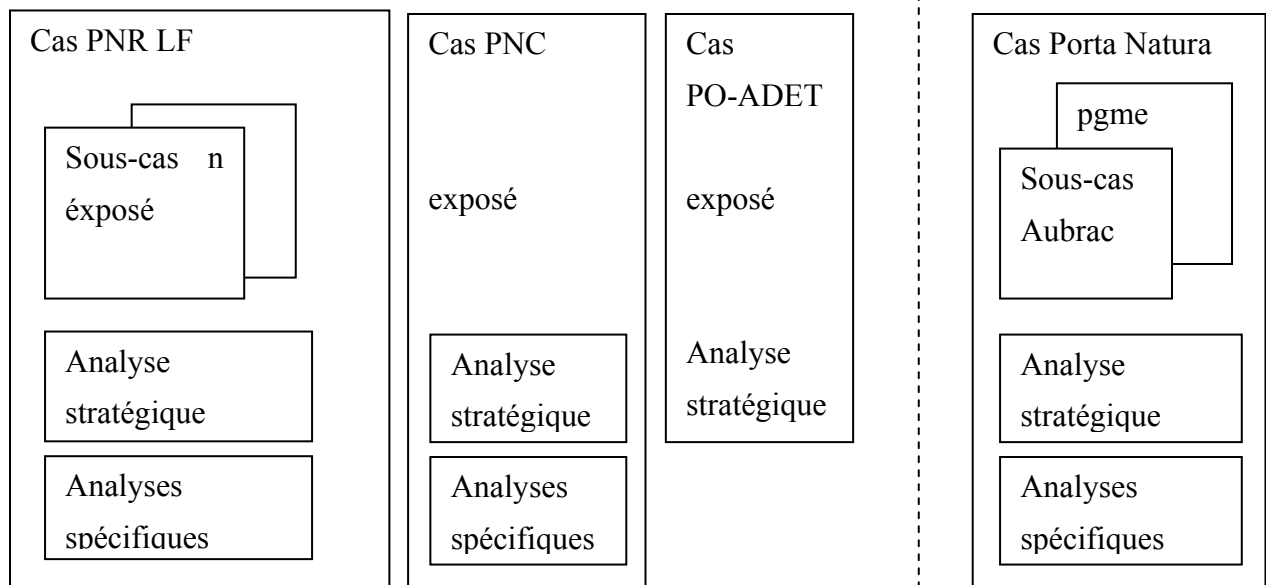 Cas PNR LF
Sous-cas n
éxposé
Analyse
stratégique
Analyses
spécifiques
Cas PNC
exposé
Analyse
stratégique
Analyses
spécifiques
Cas
PO-ADET
exposé
Analyse
stratégique
Cas Porta Natura
pgme
Sous-cas
Aubrac
Analyse
stratégique
Analyses
spécifiques